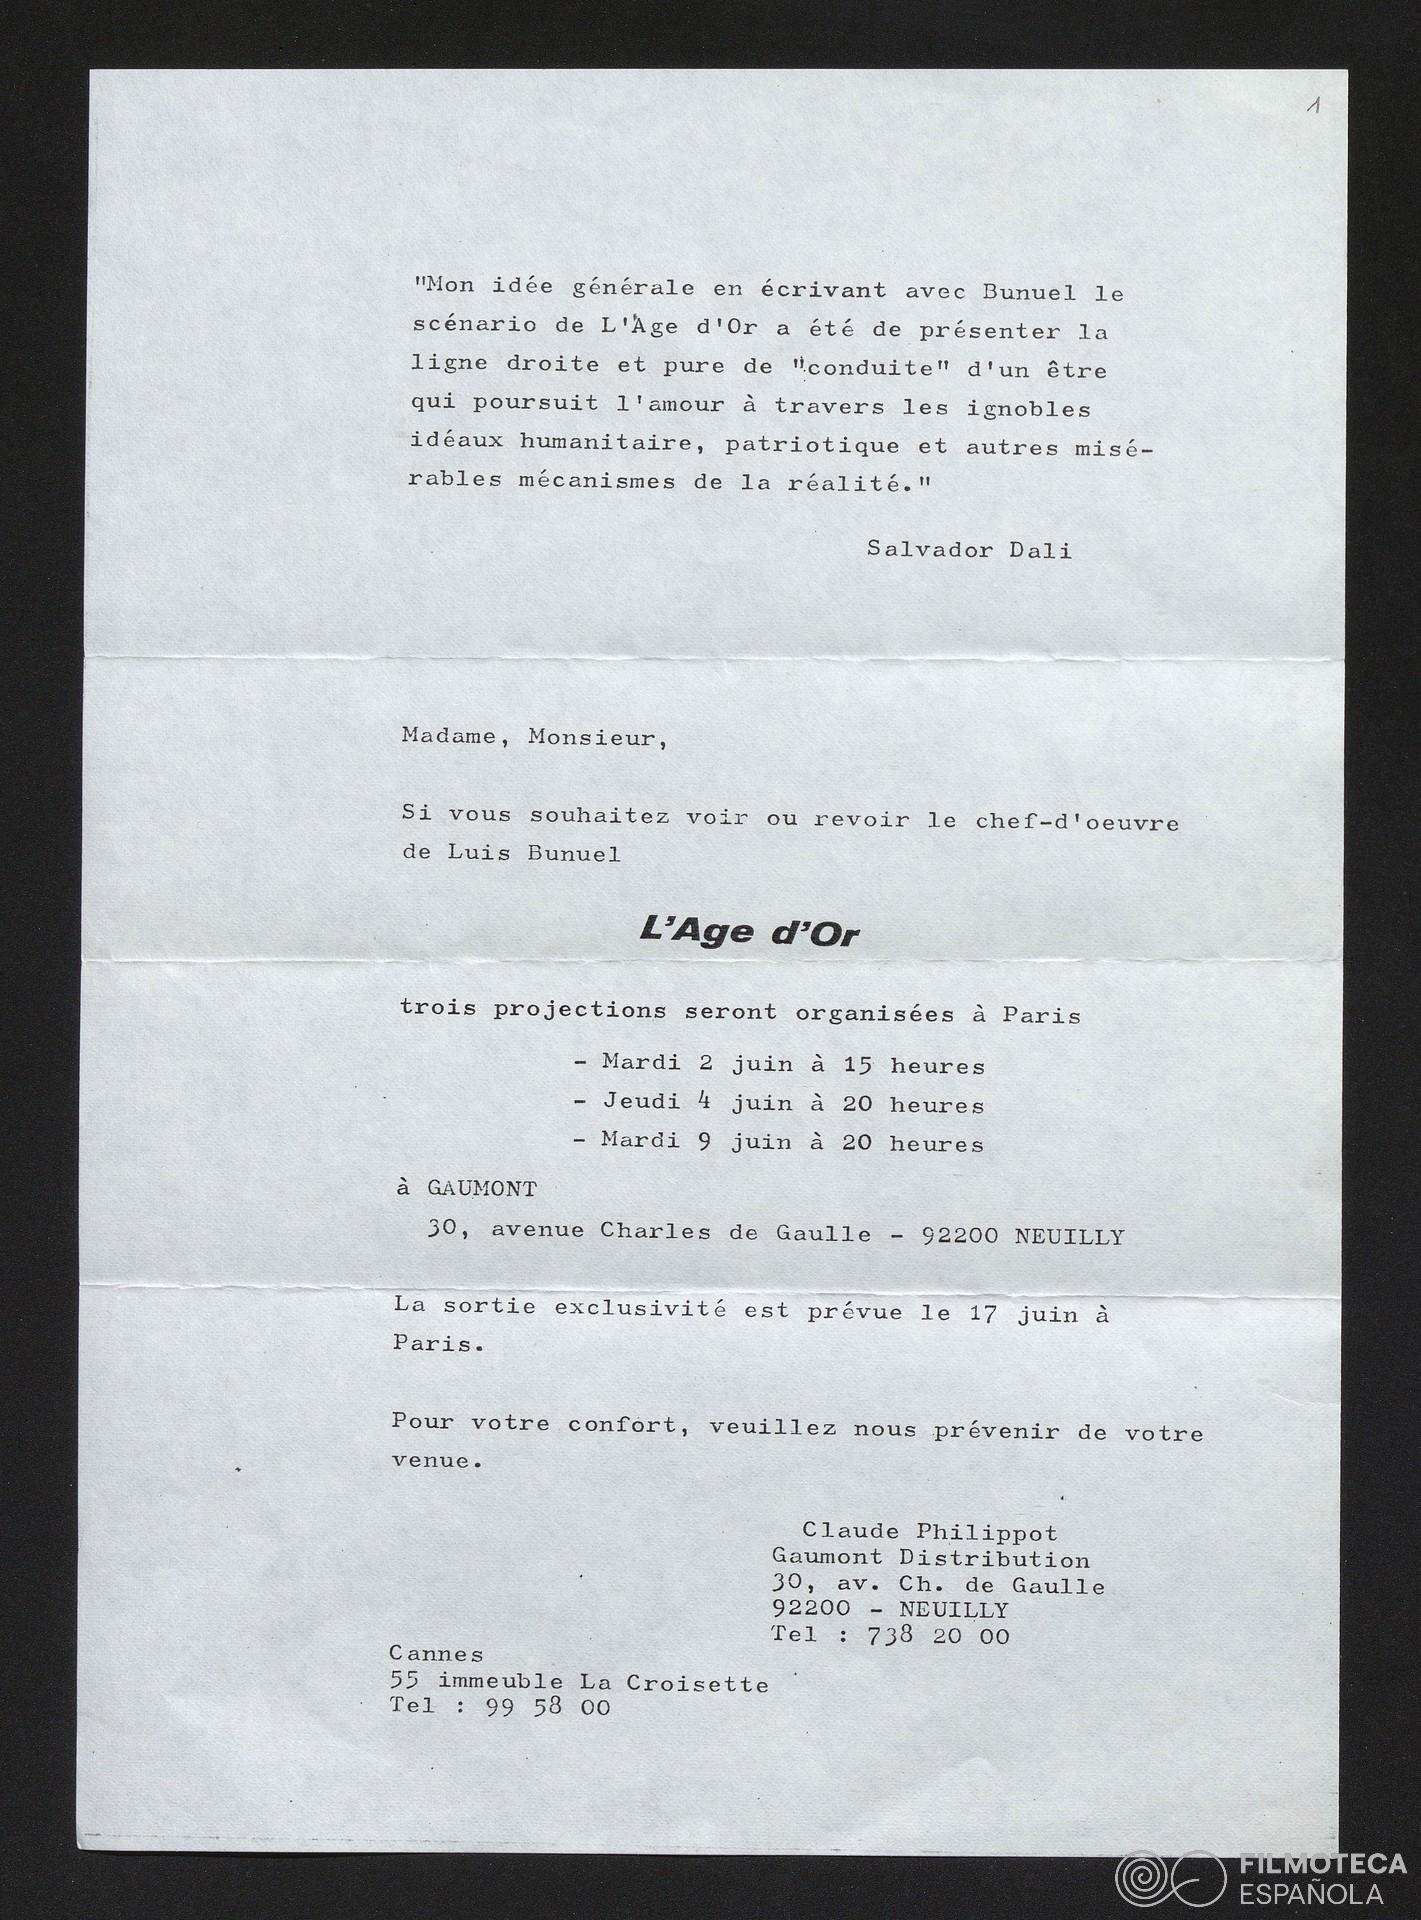 1
"Mon idée générale en écrivant avec Bunuel le
scénario de L'Age d'Or a été de présenter la
ligne droite et pure de "conduite" d'un être
qui poursuit l'amour à travers les ignobles
idéaux humanitaire, patriotique et autres misé-
rables mécanismes de la réalité."
Salvador Dali
Madame, Monsieur,
Si vous souhaitez voir ou revoir le chef-d'oeuvre
de Luis Bunuel
L'Age d'Or
trois projections seront organisées à Paris
- Mardi 2 juin à 15 heures
- Jeudi 4 juin à 20 heures
- Mardi 9 juin à 20 heures
à GAUMONT
30, avenue Charles de Gaulle - 92200 NEUILLY
La sortie exclusivité est prévue le 17 juin à
Paris.
Pour votre confort, veuillez nous prévenir de votre
venue.
Claude Philippot
Gaumont Distribution
30, av. Ch. de Gaulle
92200 - NEUILLY
Tel : 738 20 00
Cannes
55 immeuble La Croisette
Tel : 99 58 00
FILMOTECA
ESPAÑOLA